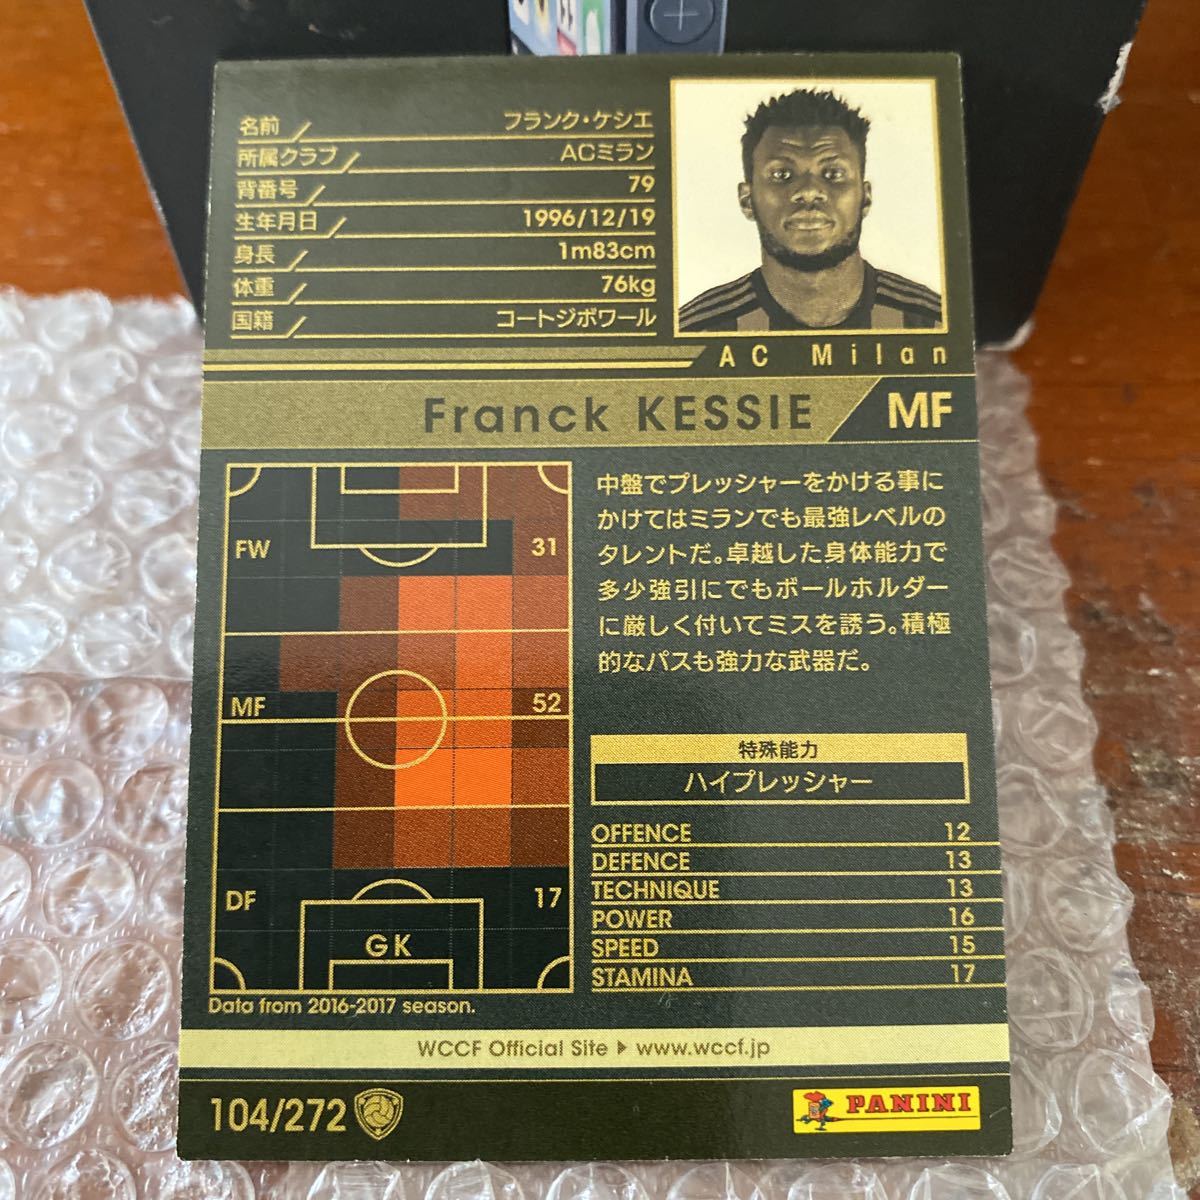 名前 フランク・ケシエ
所属クラブ ACミラン
背番号 79
生年月日 1996/12/19
身長 1m83cm
体重 76kg
国籍 コートジボワール
AC Milan
Franck KESSIE MF
FW 31
MF 52
DF 17
GK
Data from 2016-2017 season.
中盤でプレッシャーをかける事に
かけてはミランでも最強レベルの
タレントだ。卓越した身体能力で
多少強引にでもボールホルダー
に厳しく付いてミスを誘う。積極
的なパスも強力な武器だ。
特殊能力
ハイプレッシャー
OFFENCE 12
DEFENCE 13
TECHNIQUE 13
POWER 16
SPEED 15
STAMINA 17
WCCF Official Site ▶ www.wccf.jp
104/272
PANINI